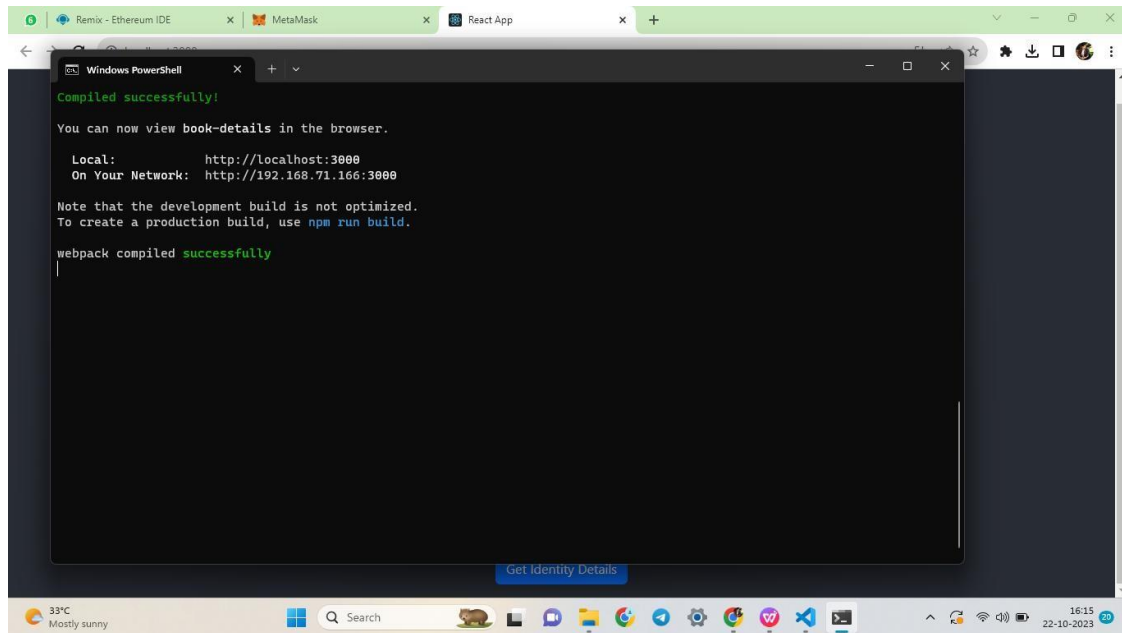 6
Remix - Ethereum IDE
MetaMask
React App
Windows PowerShell
Compiled successfully!
You can now view book-details in the browser.
Local: http://localhost:3000
On Your Network: http://192.168.71.166:3000
Note that the development build is not optimized.
To create a production build, use npm run build.
webpack compiled successfully
Get Identity Details
33°C
Mostly sunny
Search
16:15
22-10-2023
20